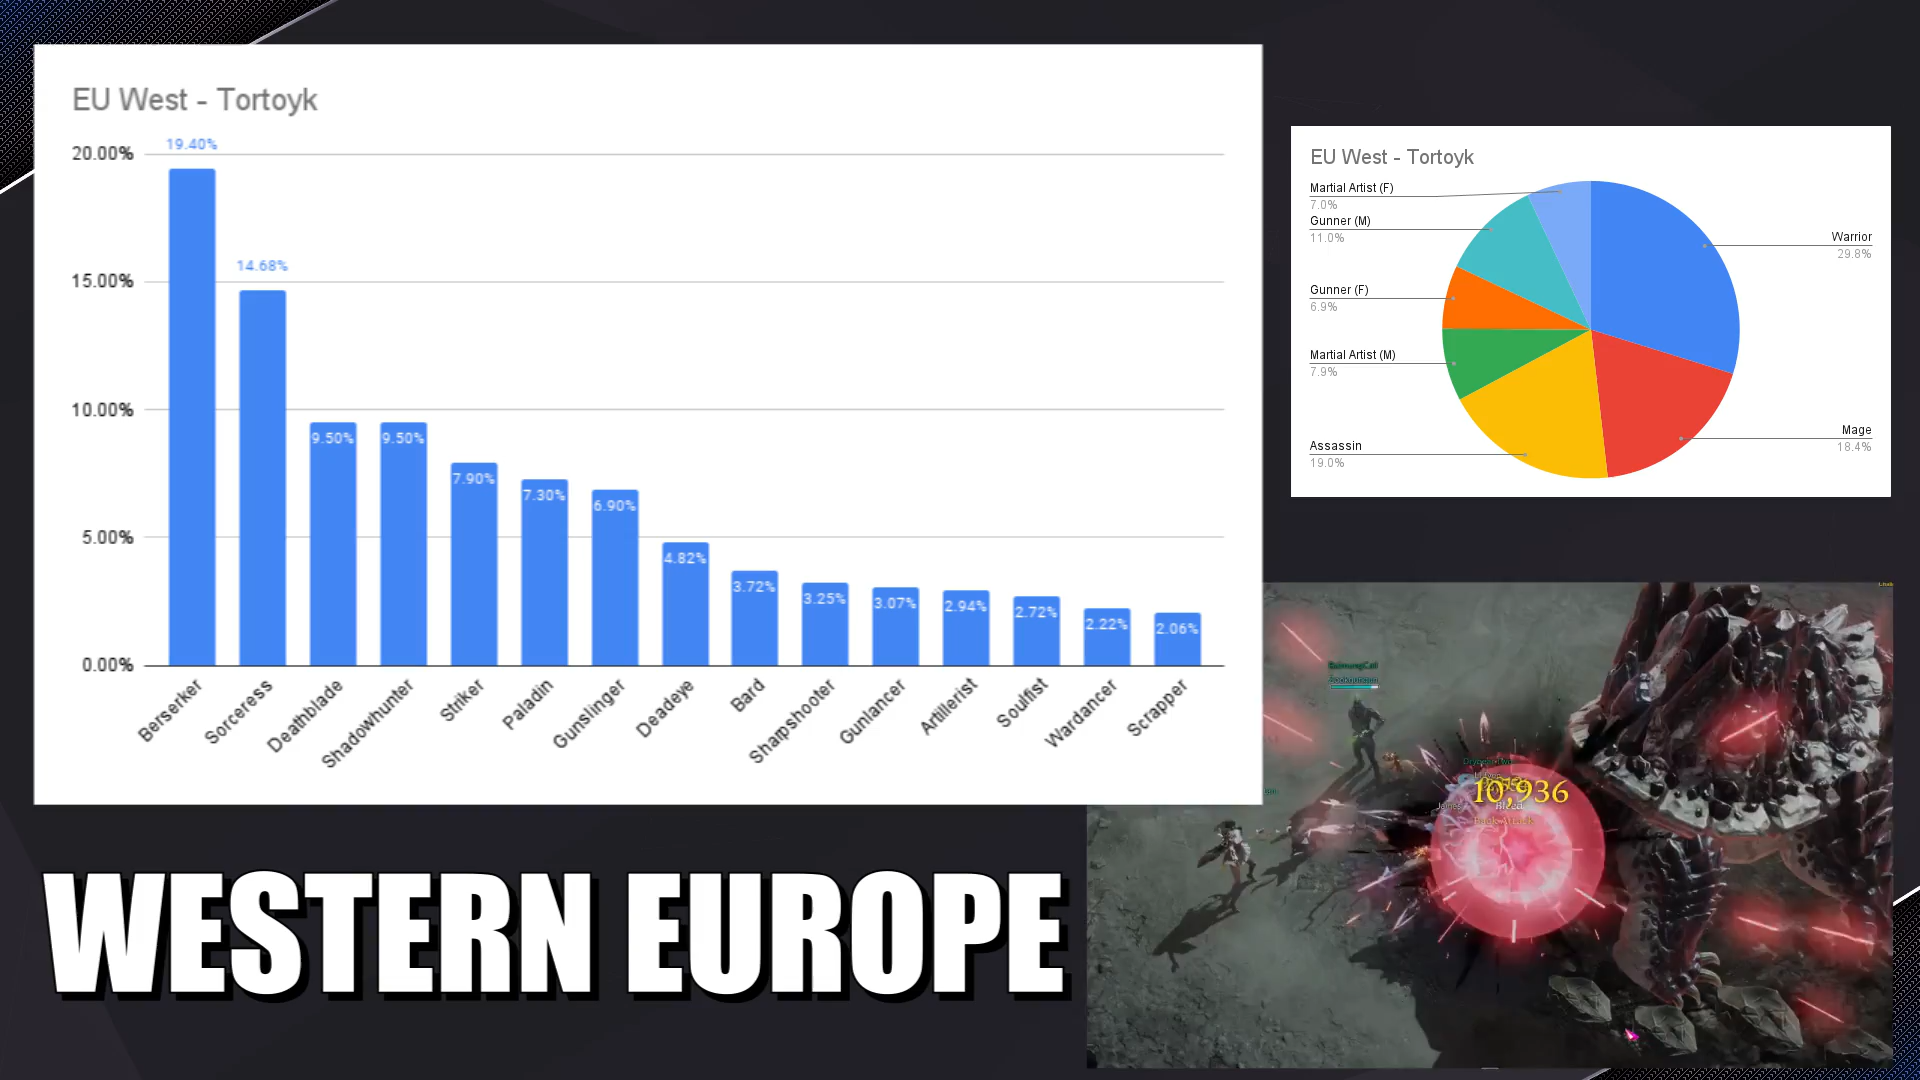 EU West - Tortoyk
20.00%
15.00%
10.00%
5.00%
0.00%
19.40%
14.68%
9.50%
9.50%
7.90%
7.30%
6.90%
4.82%
3.72%
3.25%
3.07%
2.94%
2.72%
2.22%
2.06%
Berserker
Sorceress
Deathblade
Shadowhunter
Striker
Paladin
Gunslinger
Deadeye
Bard
Sharpshooter
Gunlancer
Artillerist
Soulfist
Wardancer
Scrapper
EU West - Tortoyk
Martial Artist (F)
7.0%
Gunner (M)
11.0%
Gunner (F)
6.9%
Martial Artist (M)
7.9%
Assassin
19.0%
Warrior
29.8%
Mage
18.4%
10,936
Bleed
Back Attack
WESTERN EUROPE